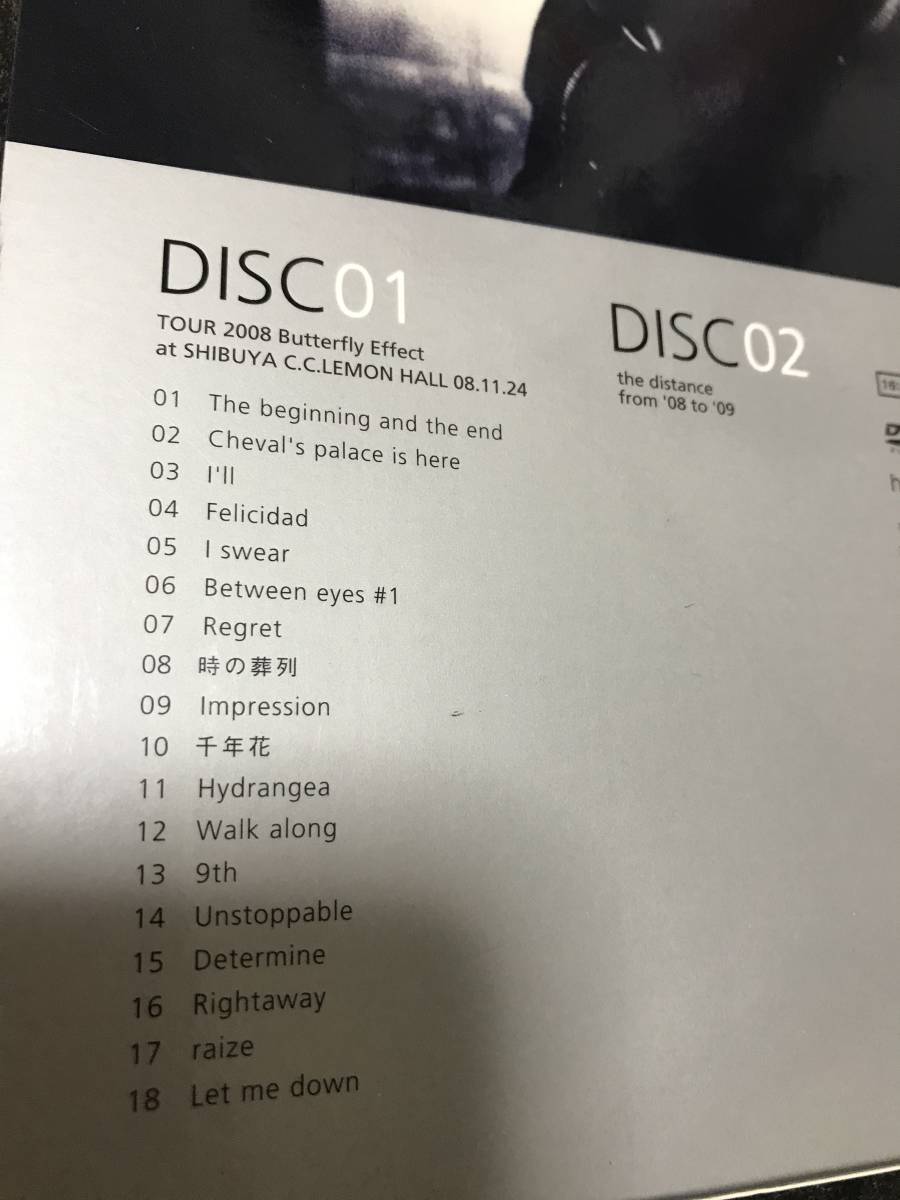 DISC01
TOUR 2008 Butterfly Effect
at SHIBUYA C.C.LEMON HALL 08.11.24
01 The beginning and the end
02 Cheval's palace is here
03 I'll
04 Felicidad
05 I swear
06 Between eyes #1
07 Regret
08 時の葬列
09 Impression
10 千年花
11 Hydrangea
12 Walk along
13 9th
14 Unstoppable
15 Determine
16 Rightaway
17 raize
18 Let me down
DISC02
the distance
from '08 to '09